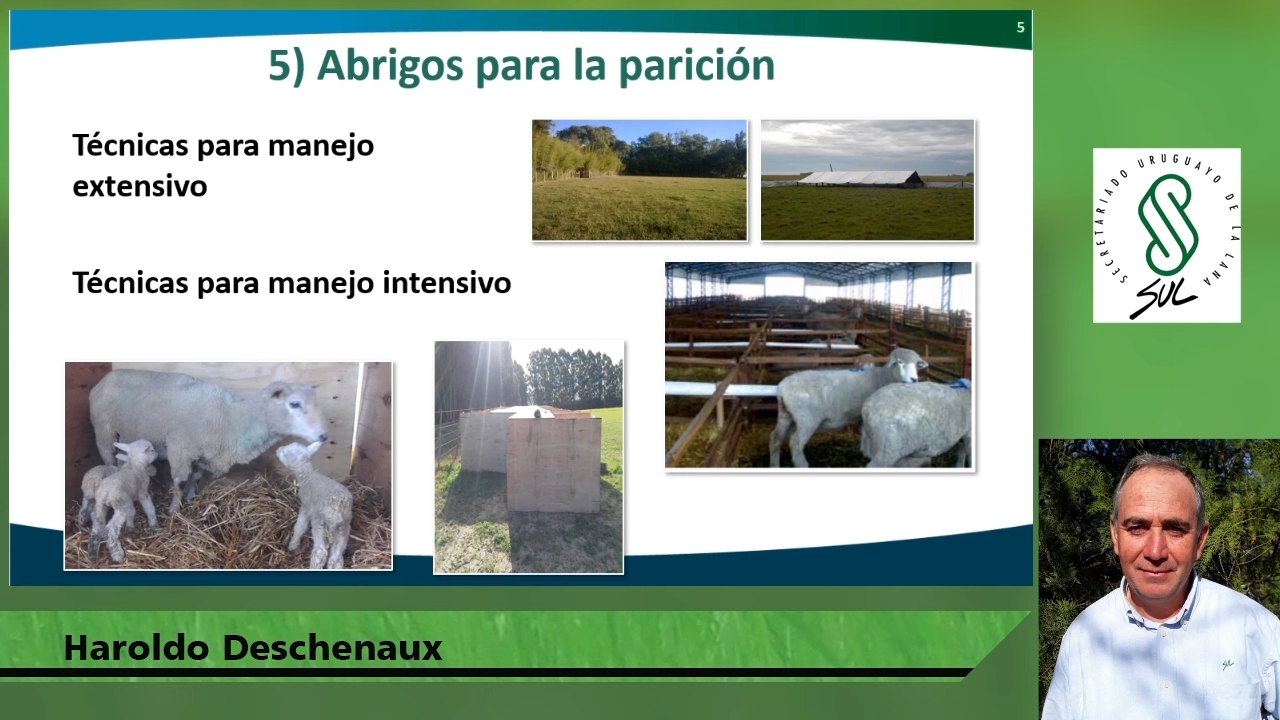 5
5) Abrigos para la parición
Técnicas para manejo
extensivo
Técnicas para manejo intensivo
SECRETARIADO URUGUAYO DE LA LANA
SUL
Haroldo Deschenaux
SUL